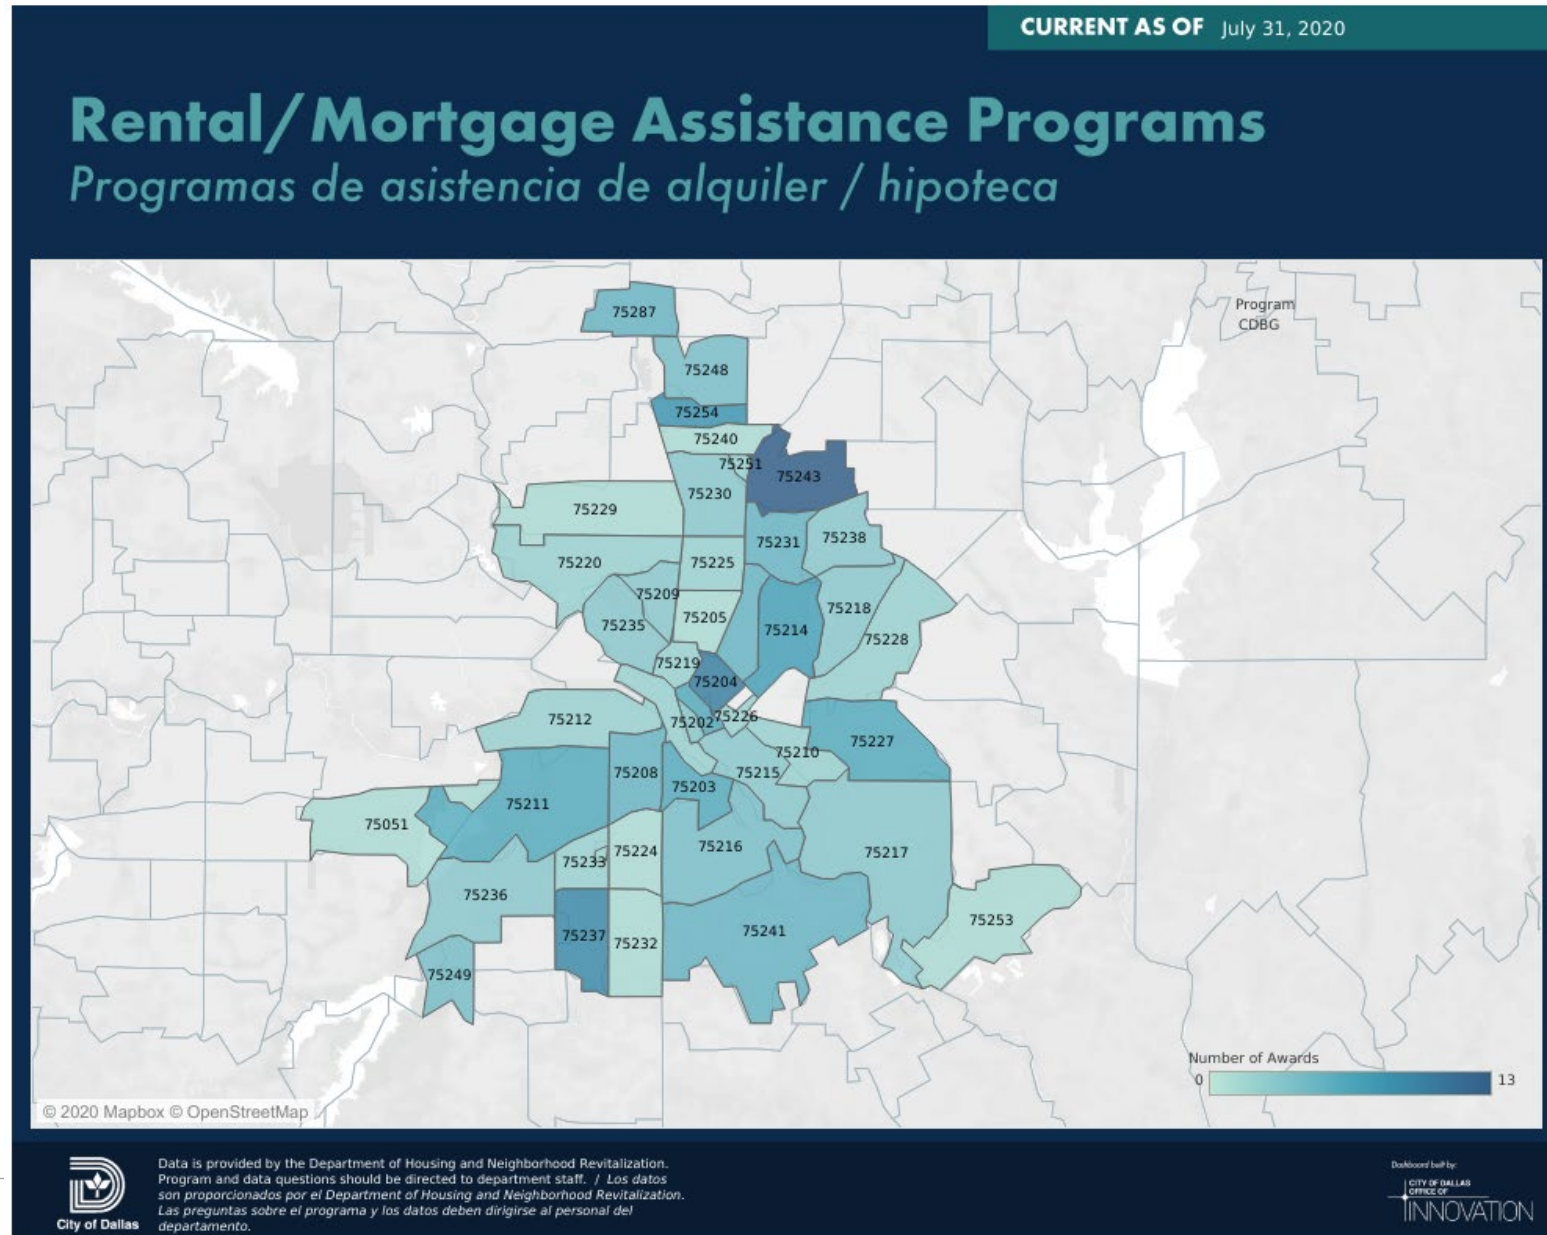 CURRENT AS OF July 31, 2020
Rental/Mortgage Assistance Programs
Programas de asistencia de alquiler / hipoteca
Program
CDBG
75287
75248
75254
75240
75251
75243
75230
75229
75231
75238
75220
75225
75209
75205
75235
75214
75218
75228
75219
75204
75212
75202
75226
75227
75210
75208
75215
75203
75211
75051
75216
75233
75224
75217
75236
75253
75237
75232
75241
75249
Number of Awards
0
13
© 2020 Mapbox © OpenStreetMap
City of Dallas
Data is provided by the Department of Housing and Neighborhood Revitalization.
Program and data questions should be directed to department staff. / Los datos
son proporcionados por el Department of Housing and Neighborhood Revitalization.
Las preguntas sobre el programa y los datos deben dirigirse al personal del
departamento.
Dashboard built by:
CITY OF DALLAS
OFFICE OF
INNOVATION